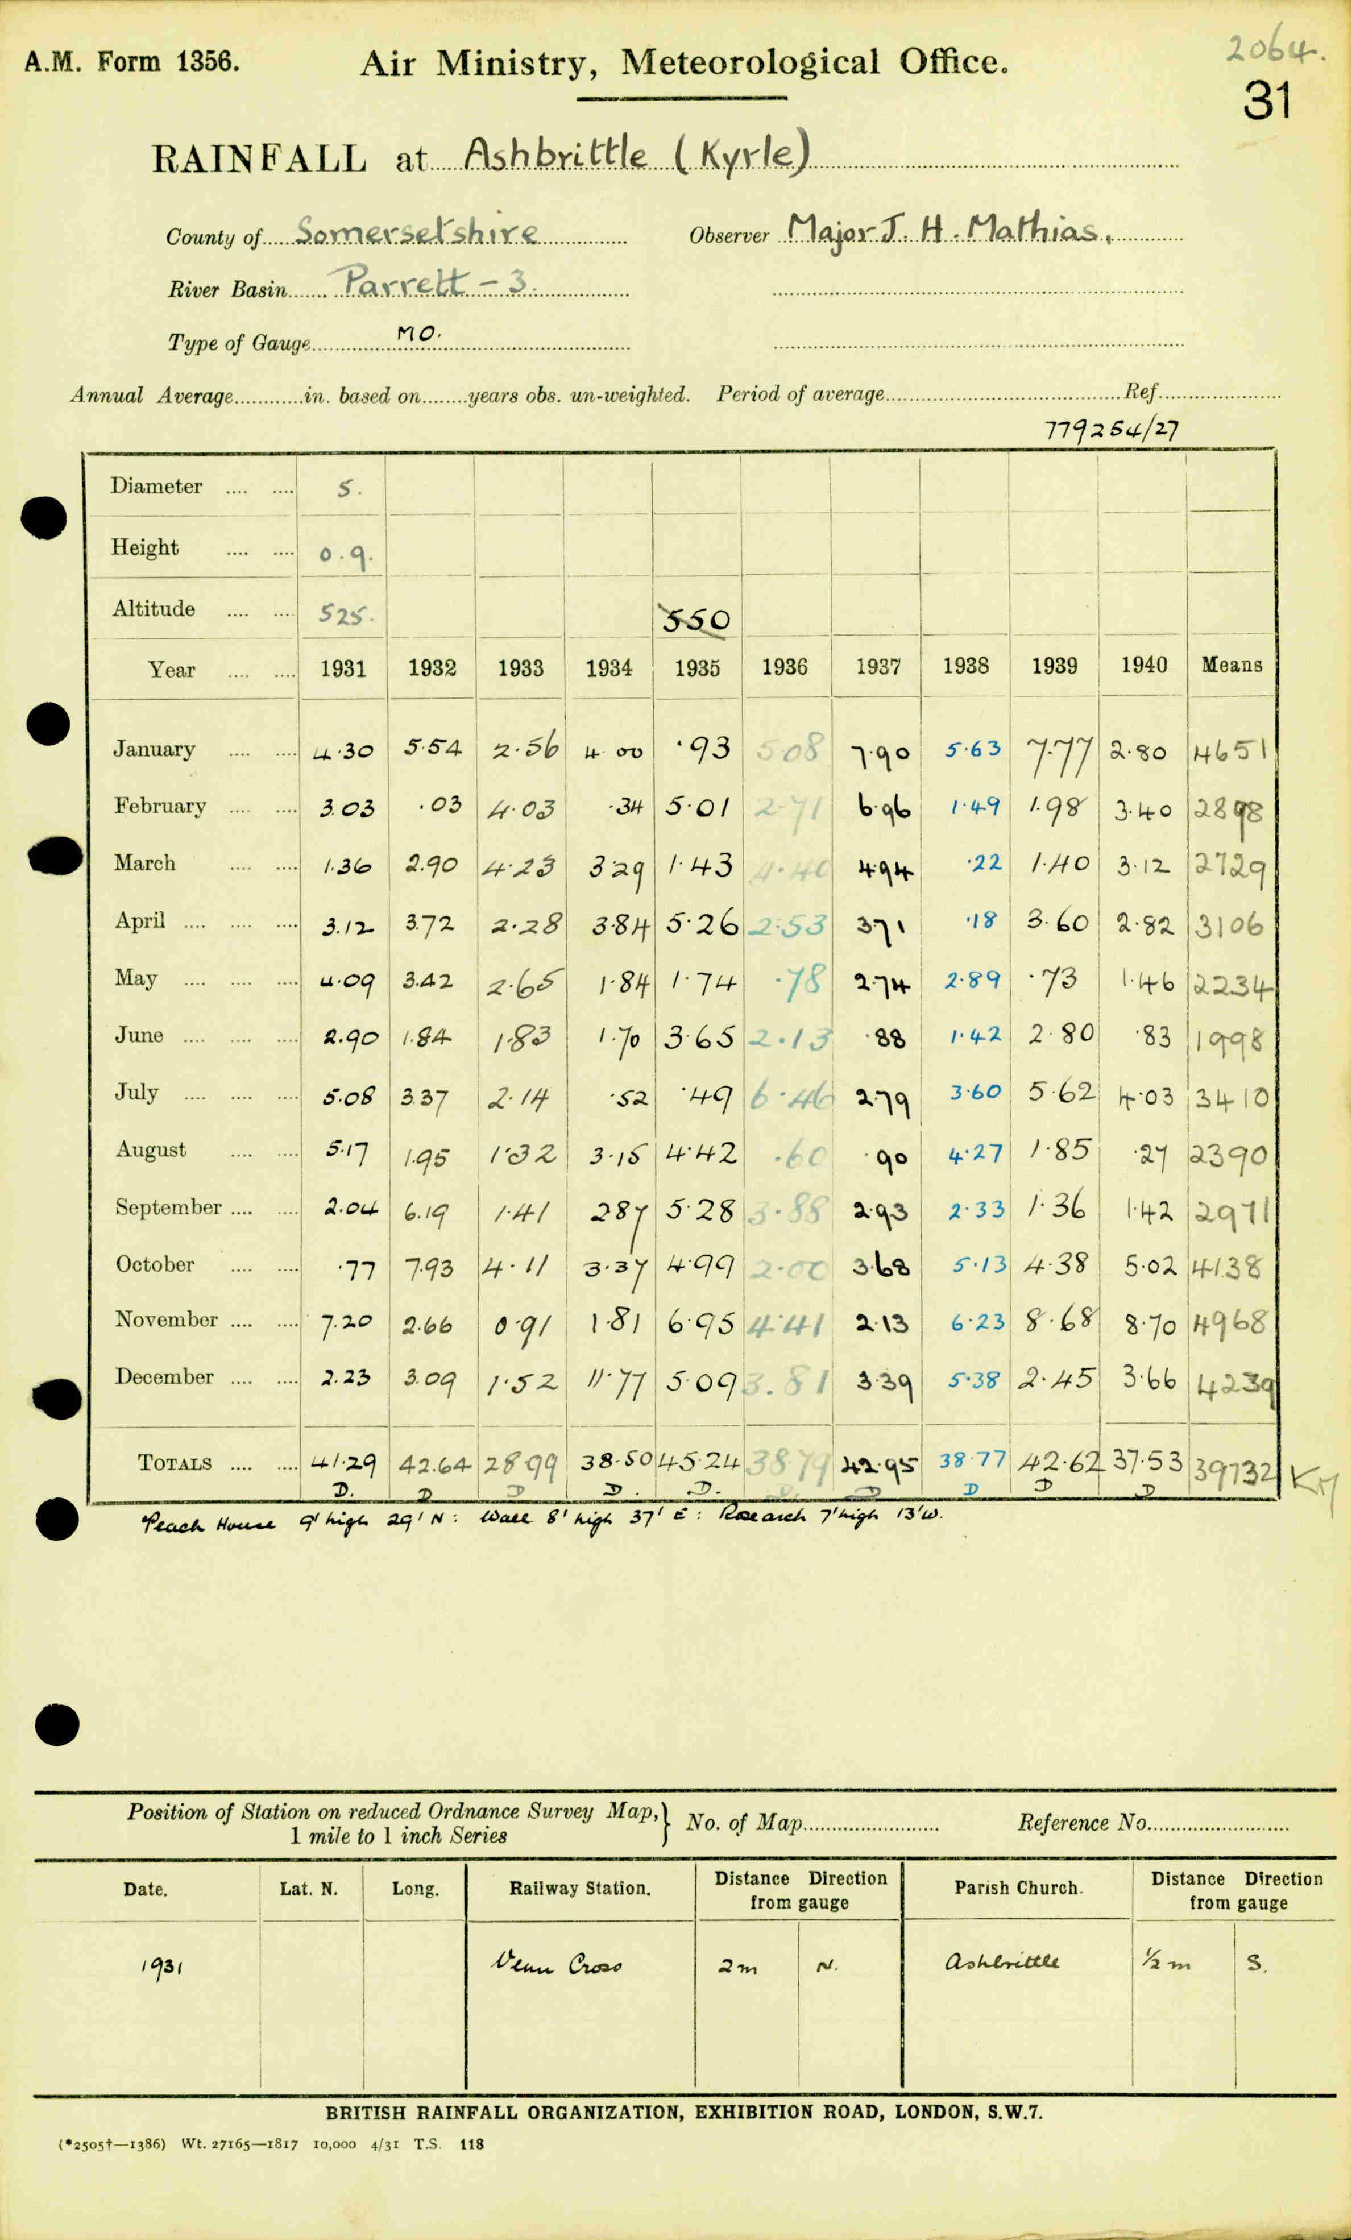 A.M. Form 1356.
Air Ministry, Meteorological Office.
2064.
31
RAINFALL at Ashbrittle (Kyrle)
County of Somersetshire Observer Major J. H. Mathias,
River Basin Parrett - 3.
Type of Gauge MO.
Annual Average in. based on years obs. un-weighted. Period of average Ref.
779254/27
Diameter 5.
Height 0.9.
Altitude 525. 550
Year 1931 1932 1933 1934 1935 1936 1937 1938 1939 1940 Means
January 4.30 5.54 2.56 4 00 .93 5 08 7.90 5.63 7.77 2.80 4651
February 3.03 .03 4.03 .34 5.01 2.71 6.96 1.49 1.98 3.40 2898
March 1.36 2.90 4.23 3 29 1.43 4.40 4.94 .22 1.40 3.12 2729
April 3.12 3.72 2.28 3.84 5.26 2.53 3.71 .18 3.60 2.82 3106
May 4.09 3.42 2.65 1.84 1.74 .78 2.74 2.89 .73 1.46 2234
June 2.90 1.84 1.83 1.70 3.65 2.13 .88 1.42 2.80 .83 1998
July 5.08 3.37 2.14 .52 .49 6.46 2.79 3.60 5.62 4.03 3410
August 5.17 1.95 1.32 3.15 4.42 .60 .90 4.27 1.85 .27 2390
September 2.04 6.19 1.41 2 87 5.28 3.88 2.93 2.33 1.36 1.42 2971
October .77 7.93 4.11 3.37 4.99 2.00 3.68 5.13 4.38 5.02 4138
November 7.20 2.66 0.91 1.81 6.95 4.41 2.13 6.23 8.68 8.70 4968
December 2.23 3.09 1.52 11.77 5.09 3.81 3.39 5.38 2.45 3.66 4239
TOTALS 41.29 42.64 28.99 38.50 45.24 38 79 42.95 38.77 42.62 37.53 39732 KM
D. D D D. D. D. D D D D
Peach House 9' high 29' N: Wall 8' high 37' E: Rose arch 7' high 13' W.
Position of Station on reduced Ordnance Survey Map, No. of Map Reference No.
1 mile to 1 inch Series
Date. Lat. N. Long. Railway Station. Distance Direction from gauge Parish Church. Distance Direction from gauge
1931 Venn Cross 2 m N. Ashbrittle ½ m S.
BRITISH RAINFALL ORGANIZATION, EXHIBITION ROAD, LONDON, S.W.7.
(*2505†—1386) Wt. 27165—1817 10,000 4/31 T.S. 118